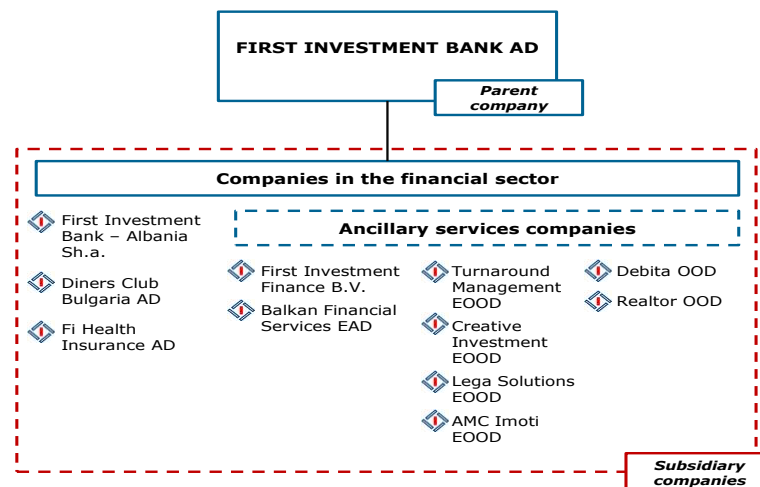 FIRST INVESTMENT BANK AD
Parent
company
Companies in the financial sector
First Investment
Bank – Albania
Sh.a.
Diners Club
Bulgaria AD
Fi Health
Insurance AD
Ancillary services companies
First Investment
Finance B.V.
Balkan Financial
Services EAD
Turnaround
Management
EOOD
Creative
Investment
EOOD
Lega Solutions
EOOD
AMC Imoti
EOOD
Debita OOD
Realtor OOD
Subsidiary
companies